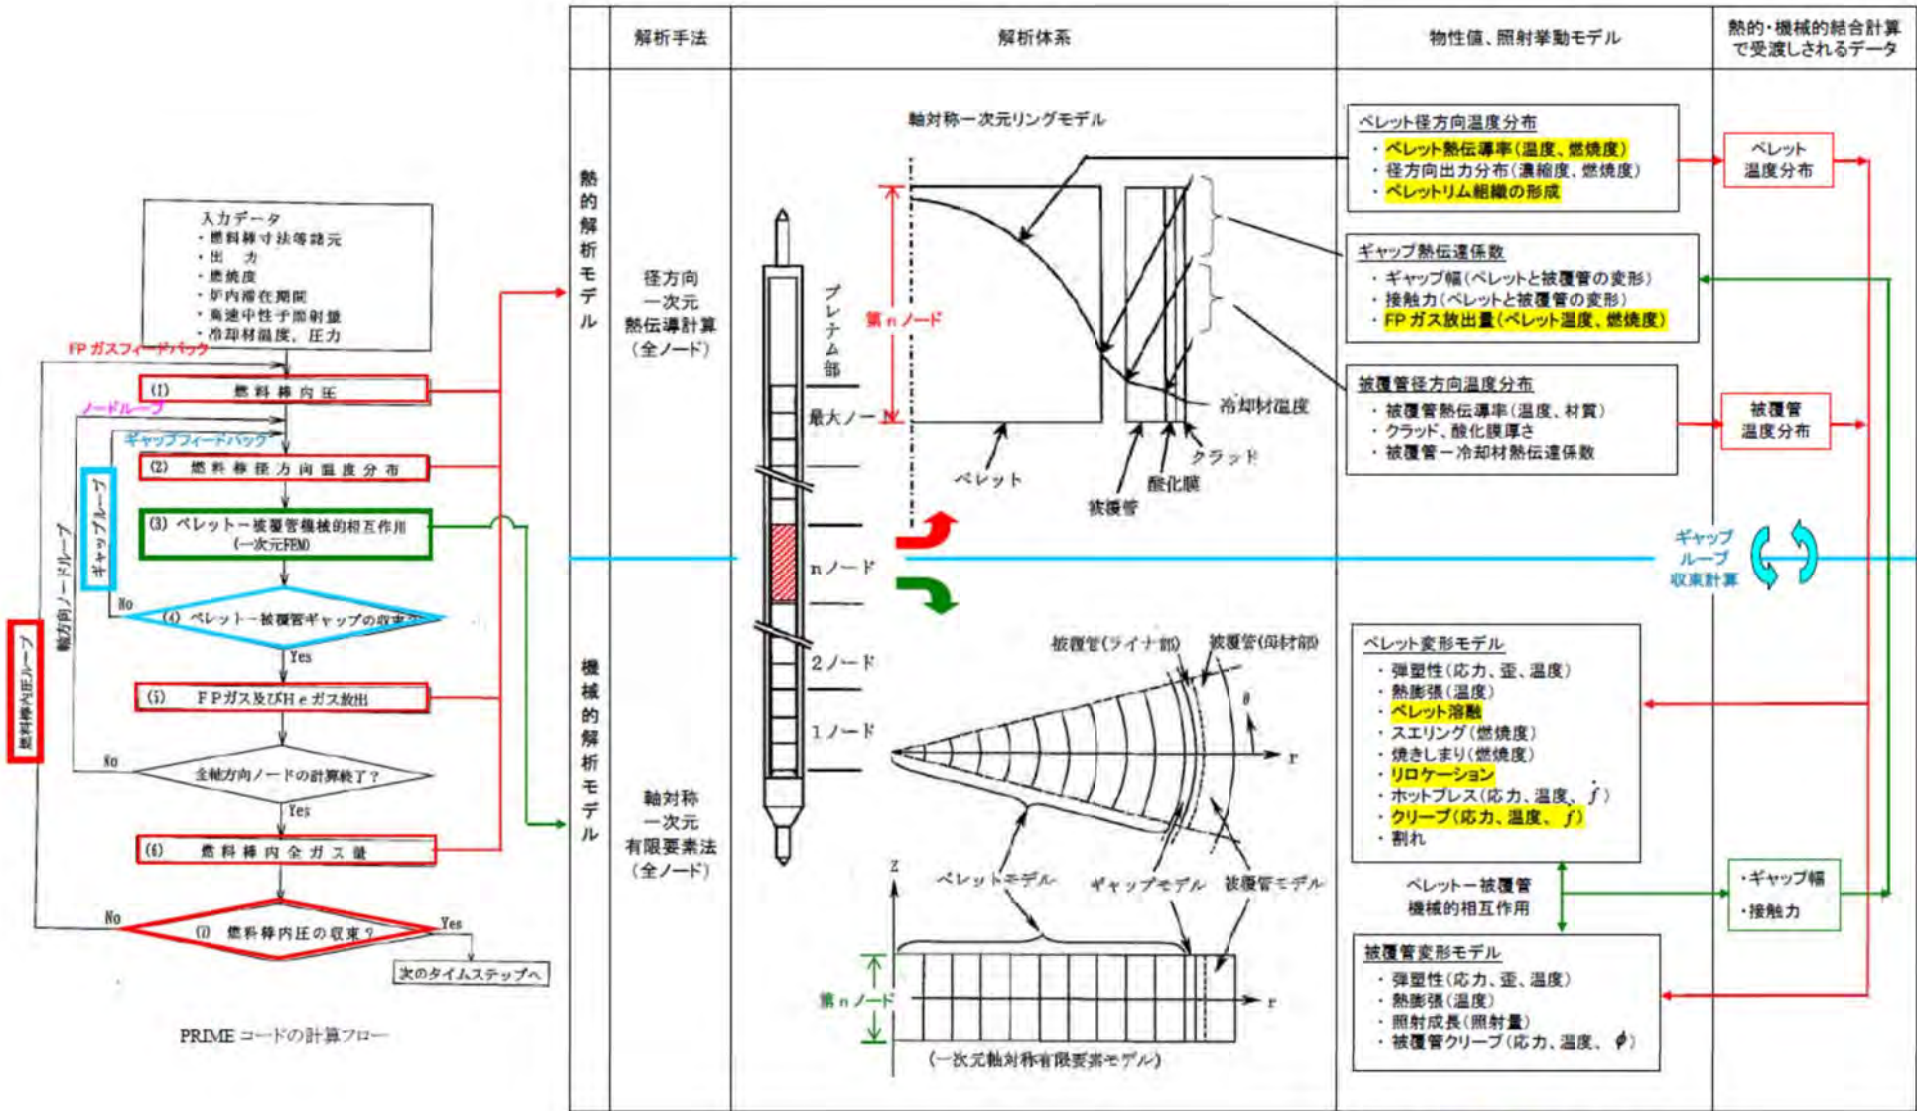 入力データ
・燃料棒寸法等諸元
・出　力
・燃焼度
・炉内滞在期間
・高速中性子照射量
・冷却材温度、圧力
FPガスフィードバック
(1) 燃料棒内圧
ノードループ
ギャップフィードバック
(2) 燃料棒径方向温度分布
(3) ペレット－被覆管機械的相互作用
(一次元FEM)
ギャップループ
No
(4) ペレット－被覆管ギャップの収束?
Yes
軸方向ノードループ
燃料棒内圧ループ
(5) FPガス及びHeガス放出
No
全軸方向ノードの計算終了？
Yes
(6) 燃料棒内全ガス量
No
(7) 燃料棒内圧の収束？
Yes
次のタイムステップへ
PRIMEコードの計算フロー
解析手法
解析体系
物性値、照射挙動モデル
熱的・機械的結合計算
で受渡しされるデータ
熱的解析モデル
径方向
一次元
熱伝導計算
(全ノード)
プレナム部
最大ノード
nノード
2ノード
1ノード
軸対称一次元リングモデル
第nノード
冷却材温度
クラッド
酸化膜
被覆管
ペレット
ペレット径方向温度分布
・ペレット熱伝導率(温度、燃焼度)
・径方向出力分布(濃縮度、燃焼度)
・ペレットリム組織の形成
ギャップ熱伝達係数
・ギャップ幅(ペレットと被覆管の変形)
・接触力(ペレットと被覆管の変形)
・FPガス放出量(ペレット温度、燃焼度)
被覆管径方向温度分布
・被覆管熱伝導率(温度、材質)
・クラッド、酸化膜厚さ
・被覆管－冷却材熱伝達係数
ペレット
温度分布
被覆管
温度分布
ギャップ
ループ
収束計算
機械的解析モデル
軸対称
一次元
有限要素法
(全ノード)
被覆管(ライナ部)
被覆管(母材部)
θ
r
ペレットモデル
ギャップモデル
被覆管モデル
Z
第nノード
r
(一次元軸対称有限要素モデル)
ペレット変形モデル
・弾塑性(応力、歪、温度)
・熱膨張(温度)
・ペレット溶融
・スエリング(燃焼度)
・焼きしまり(燃焼度)
・リロケーション
・ホットプレス(応力、温度、ḟ)
・クリープ(応力、温度、ḟ)
・割れ
ペレット－被覆管
機械的相互作用
・ギャップ幅
・接触力
被覆管変形モデル
・弾塑性(応力、歪、温度)
・熱膨張(温度)
・照射成長(照射量)
・被覆管クリープ(応力、温度、φ)